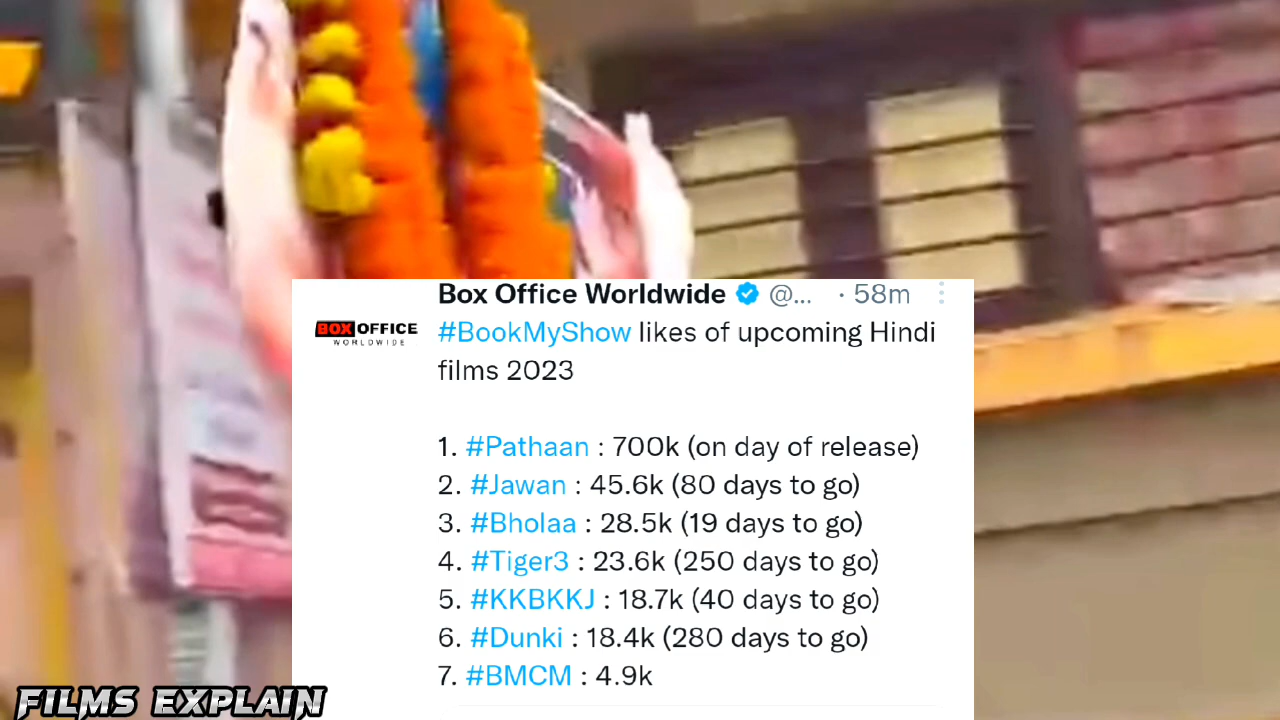 Box Office Worldwide @... · 58m
BOX OFFICE
WORLDWIDE
#BookMyShow likes of upcoming Hindi
films 2023
1. #Pathaan : 700k (on day of release)
2. #Jawan : 45.6k (80 days to go)
3. #Bholaa : 28.5k (19 days to go)
4. #Tiger3 : 23.6k (250 days to go)
5. #KKBKKJ : 18.7k (40 days to go)
6. #Dunki : 18.4k (280 days to go)
7. #BMCM : 4.9k
FILMS EXPLAIN